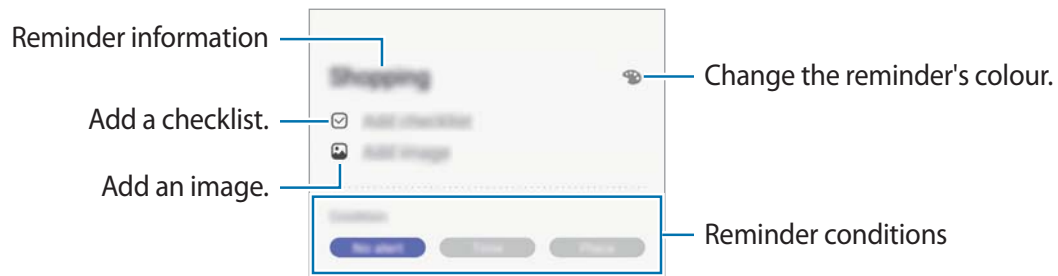 Reminder information
Shopping
Change the reminder's colour.
Add a checklist.
Add checklist
Add image
Add an image.
Condition
No alert
Time
Place
Reminder conditions